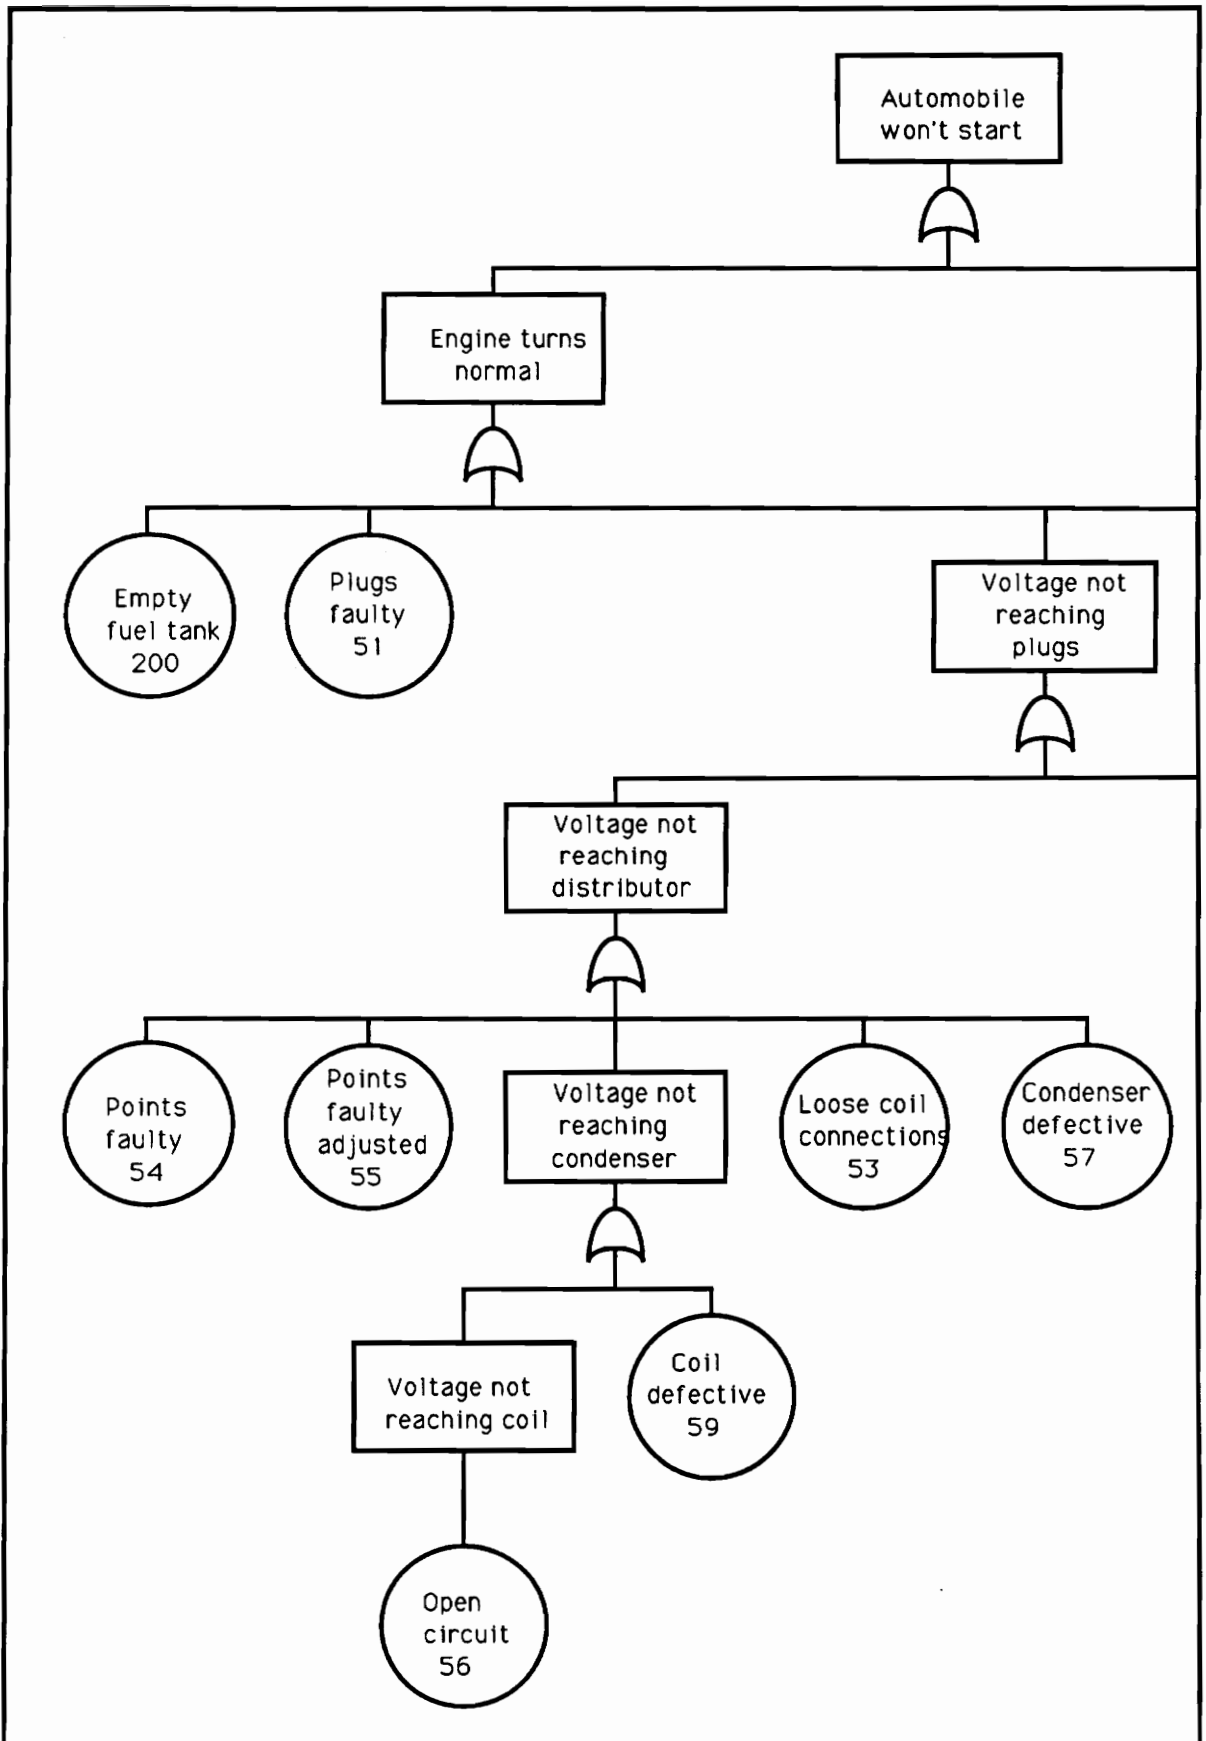 Automobile
won't start
Engine turns
normal
Empty
fuel tank
200
Plugs
faulty
51
Voltage not
reaching
plugs
Voltage not
reaching
distributor
Points
faulty
54
Points
faulty
adjusted
55
Voltage not
reaching
condenser
Loose coil
connections
53
Condenser
defective
57
Voltage not
reaching coil
Coil
defective
59
Open
circuit
56